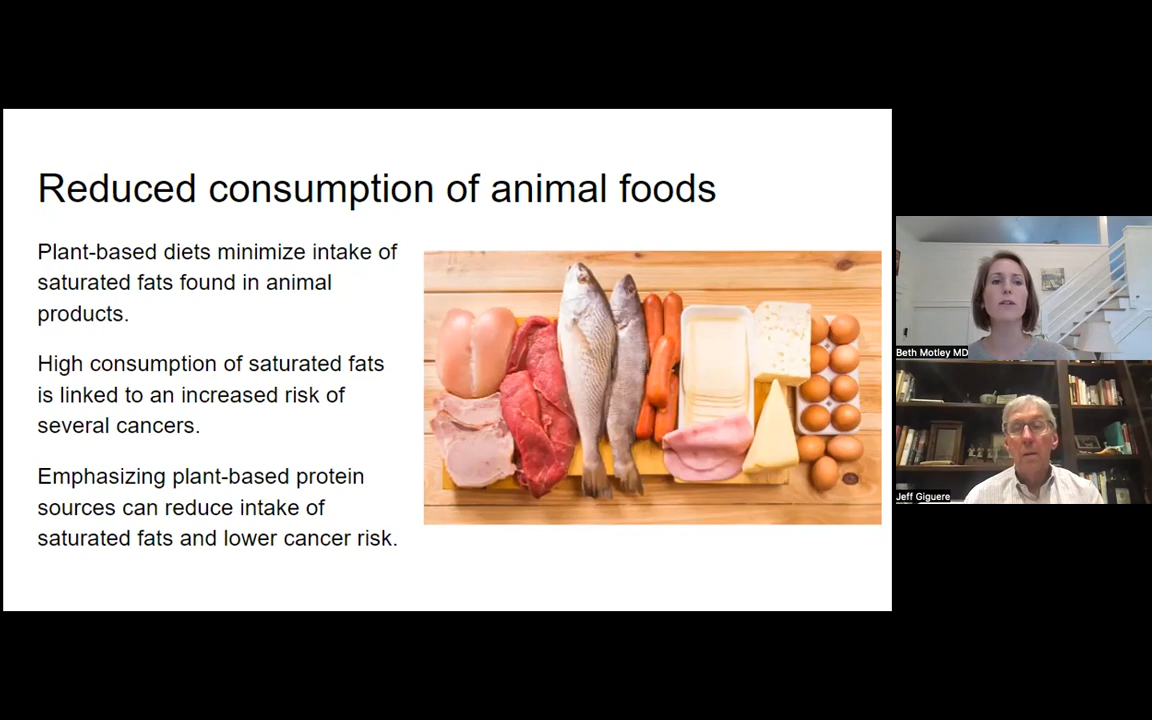 Reduced consumption of animal foods
Plant-based diets minimize intake of
saturated fats found in animal
products.
High consumption of saturated fats
is linked to an increased risk of
several cancers.
Emphasizing plant-based protein
sources can reduce intake of
saturated fats and lower cancer risk.
Beth Motley MD
Jeff Giguere